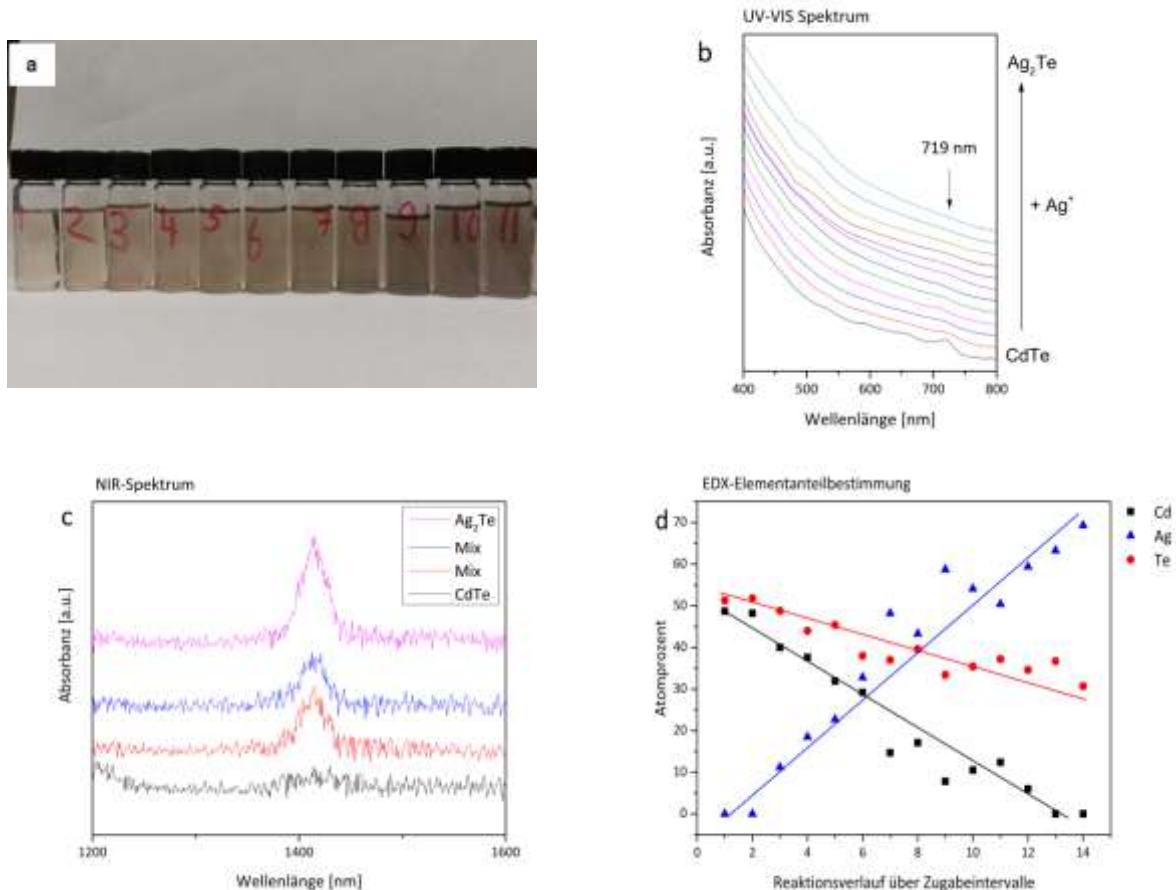 a
1 2 3 4 5 6 7 8 9 10 11
UV-VIS Spektrum
b
Absorbanz [a.u.]
719 nm
Ag₂Te
+ Ag⁺
CdTe
400 500 600 700 800
Wellenlänge [nm]
NIR-Spektrum
c
Absorbanz [a.u.]
Ag₂Te
Mix
Mix
CdTe
1200 1400 1600
Wellenlänge [nm]
EDX-Elementanteilbestimmung
d
Cd
Ag
Te
Atomprozent
70
60
50
40
30
20
10
0
0 2 4 6 8 10 12 14
Reaktionsverlauf über Zugabeintervalle